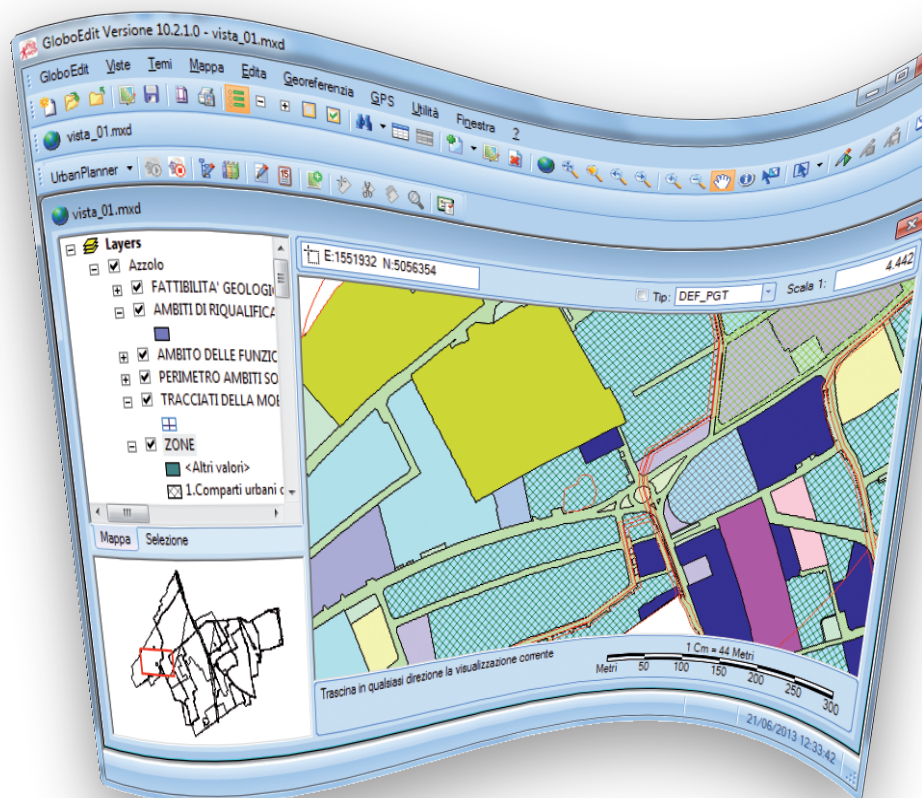 GloboEdit Versione 10.2.1.0 - vista_01.mxd
GloboEdit Viste Temi Mappa Edita Georeferenzia GPS Utilità Finestra ?
vista_01.mxd
UrbanPlanner
15
vista_01.mxd
Layers
Azzolo
FATTIBILITA' GEOLOGI
AMBITI DI RIQUALIFICA
AMBITO DELLE FUNZIC
PERIMETRO AMBITI SO
TRACCIATI DELLA MOB
ZONE
<Altri valori>
1.Comparti urbani c
Mappa Selezione
E:1551932 N:5056354
Tip: DEF_PGT Scala 1: 4.442
1 Cm = 44 Metri
Metri 50 100 150 200 250 300
Trascina in qualsiasi direzione la visualizzazione corrente
21/06/2013 12:33:42